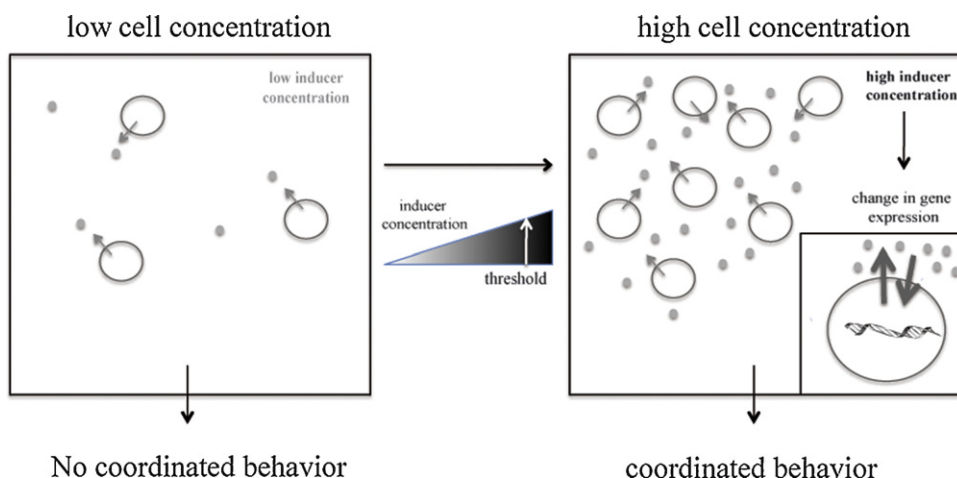 low cell concentration
high cell concentration
low inducer
concentration
high inducer
concentration
inducer
concentration
threshold
change in gene
expression
No coordinated behavior
coordinated behavior